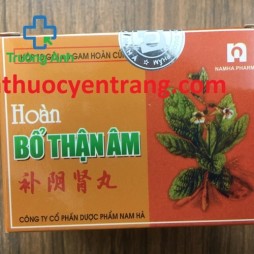 NAMHA PHARMA
Trường Anh
thuocyentrang.com
Hoàn
BỔ THẬN ÂM
补阴肾丸
CÔNG TY CỔ PHẦN DƯỢC PHẨM NAM HÀ